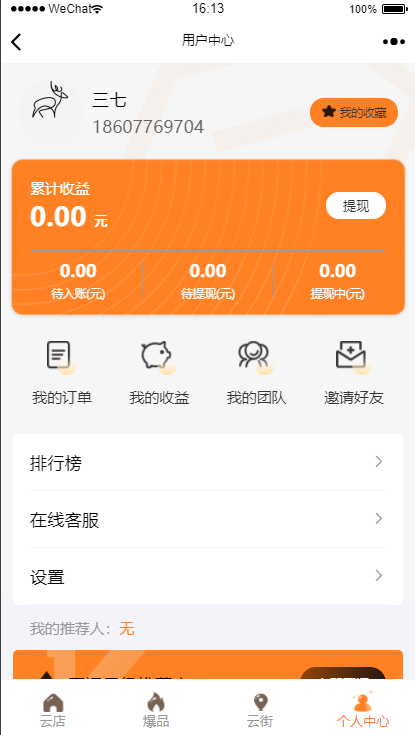 WeChat 16:13 100%
用户中心
三七
18607769704
我的收藏
累计收益
0.00 元
提现
0.00 0.00 0.00
待入账(元) 待提现(元) 提现中(元)
我的订单 我的收益 我的团队 邀请好友
排行榜
在线客服
设置
我的推荐人：无
云店 爆品 云街 个人中心